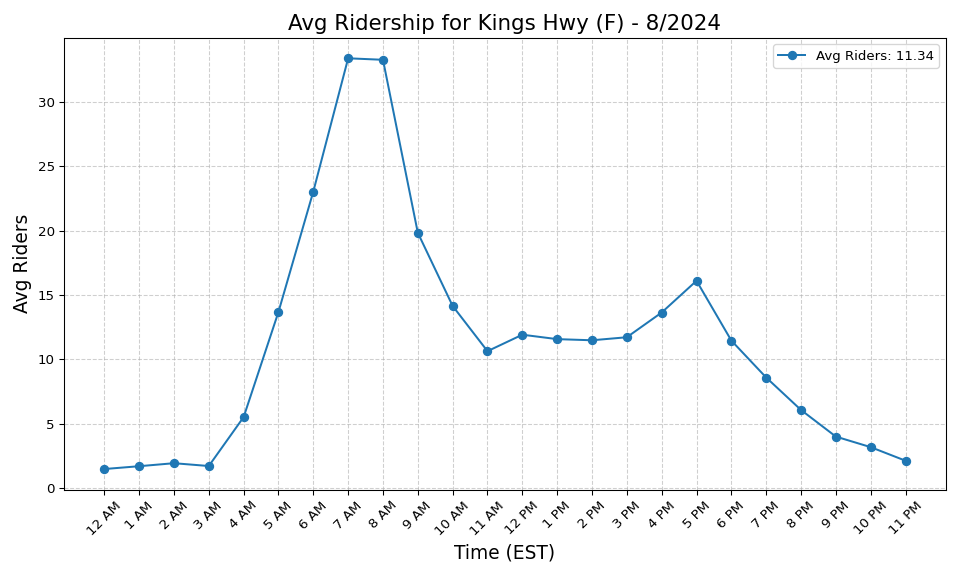 Avg Ridership for Kings Hwy (F) - 8/2024
Avg Riders: 11.34
Avg Riders
30
25
20
15
10
5
0
12 AM
1 AM
2 AM
3 AM
4 AM
5 AM
6 AM
7 AM
8 AM
9 AM
10 AM
11 AM
12 PM
1 PM
2 PM
3 PM
4 PM
5 PM
6 PM
7 PM
8 PM
9 PM
10 PM
11 PM
Time (EST)